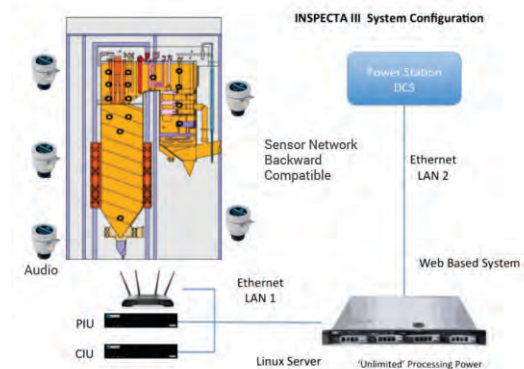 INSPECTA III System Configuration
Power Station
DCS
Sensor Network
Backward
Compatible
Ethernet
LAN 2
Audio
Web Based System
Ethernet
LAN 1
PIU
CIU
Linux Server
'Unlimited' Processing Power